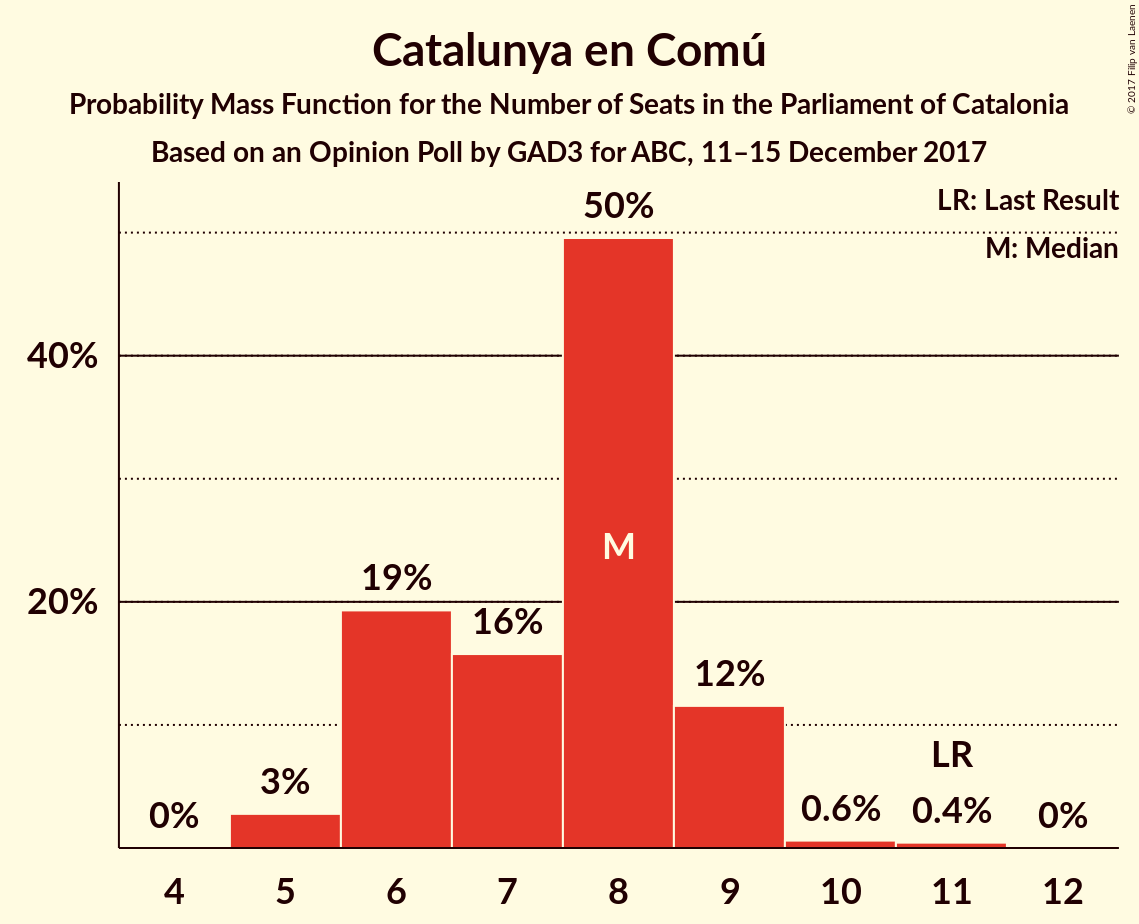 Catalunya en Comú
Probability Mass Function for the Number of Seats in the Parliament of Catalonia
Based on an Opinion Poll by GAD3 for ABC, 11–15 December 2017
© 2017 Filip van Laenen
LR: Last Result
M: Median
50%
40%
M
19%
20%
16%
12%
LR
3%
0%
0.6%
0.4%
0%
4 5 6 7 8 9 10 11 12